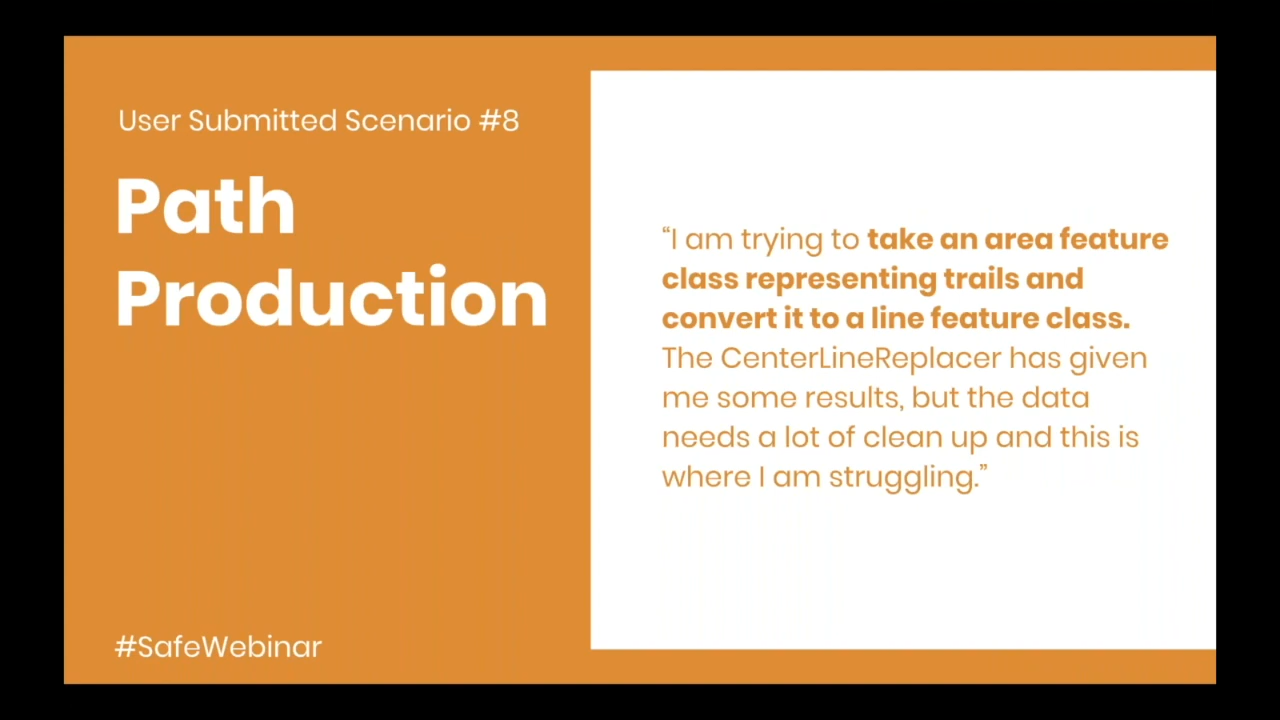 User Submitted Scenario #8
Path
Production
“I am trying to take an area feature
class representing trails and
convert it to a line feature class.
The CenterLineReplacer has given
me some results, but the data
needs a lot of clean up and this is
where I am struggling.”
#SafeWebinar